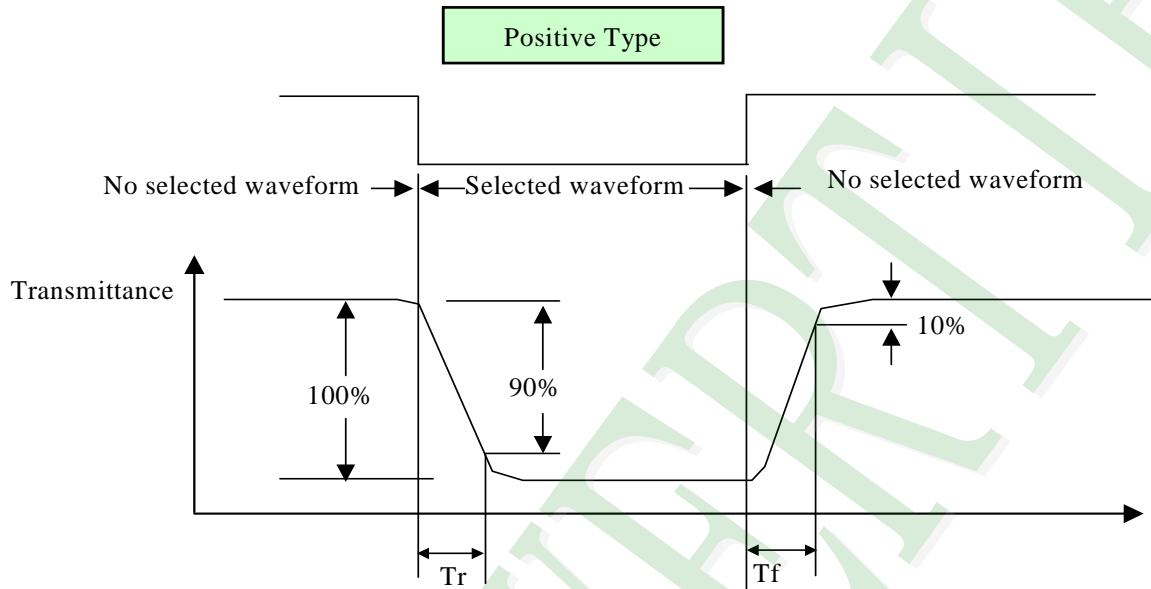 Positive Type
No selected waveform
Selected waveform
No selected waveform
Transmittance
10%
100%
90%
Tr
Tf